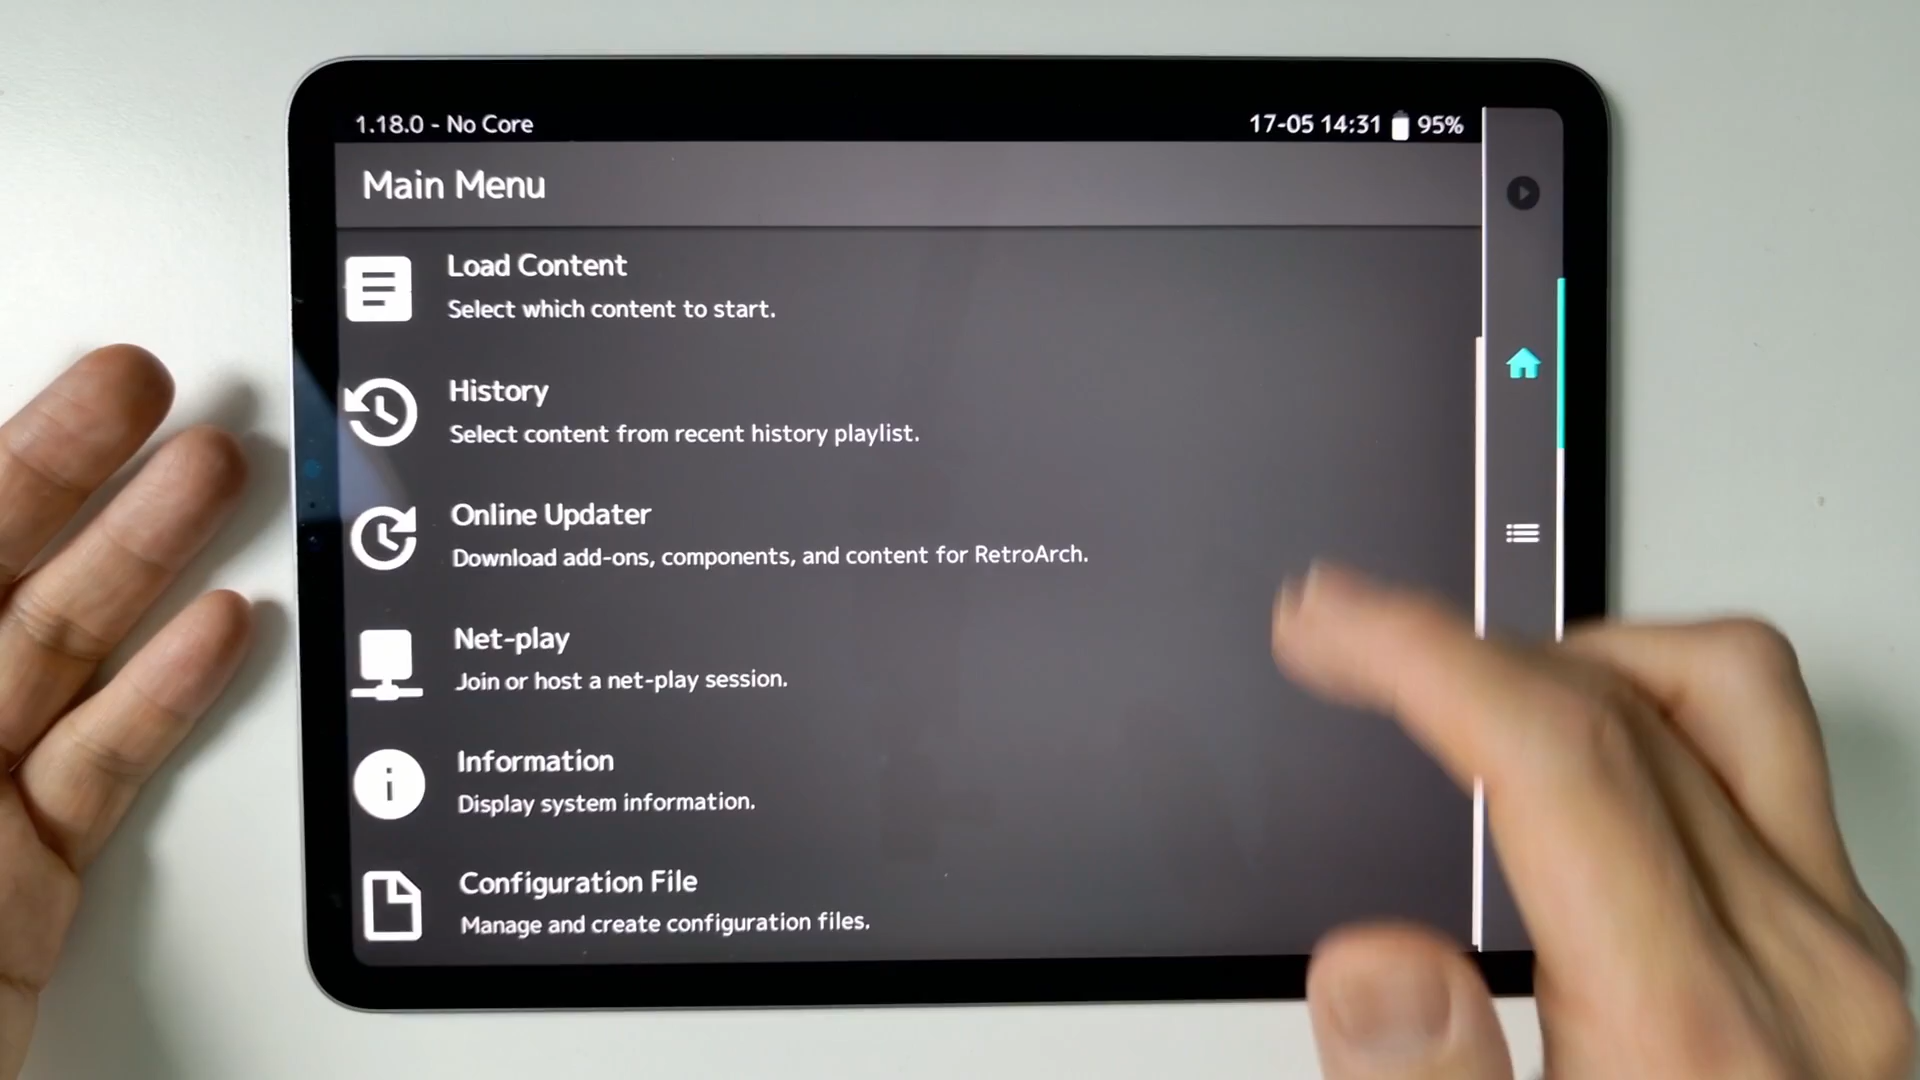 1.18.0 - No Core
17-05 14:31 95%
Main Menu
Load Content
Select which content to start.
History
Select content from recent history playlist.
Online Updater
Download add-ons, components, and content for RetroArch.
Net-play
Join or host a net-play session.
Information
Display system information.
Configuration File
Manage and create configuration files.